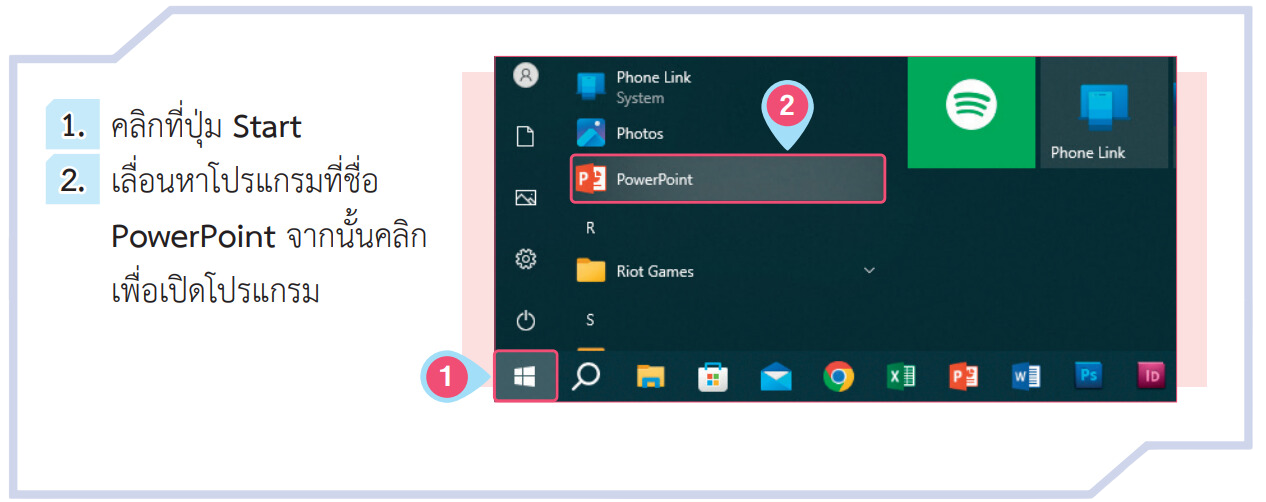 1. คลิกที่ปุ่ม Start
2. เลื่อนหาโปรแกรมที่ชื่อ
PowerPoint จากนั้นคลิก
เพื่อเปิดโปรแกรม
Phone Link
System
Photos
2
PowerPoint
R
Riot Games
S
Phone Link
1
X
P
P
W
Ps
ID